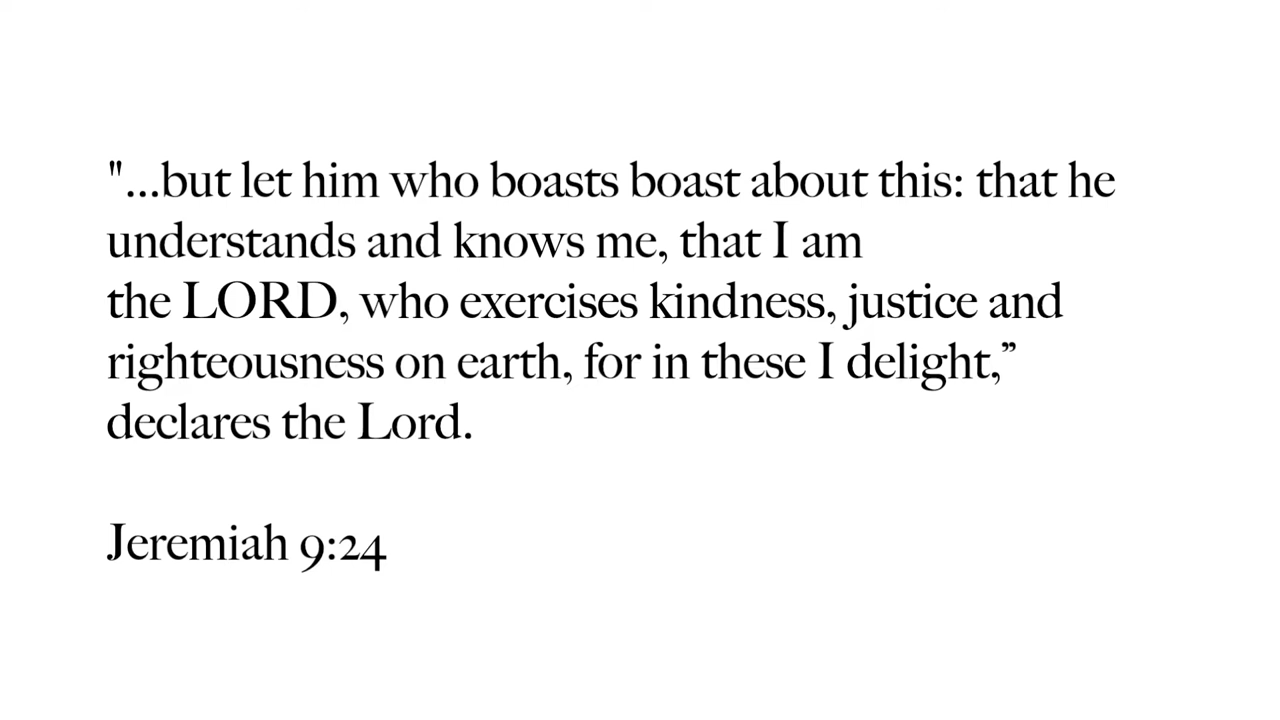 "...but let him who boasts boast about this: that he
understands and knows me, that I am
the LORD, who exercises kindness, justice and
righteousness on earth, for in these I delight,”
declares the Lord.
Jeremiah 9:24